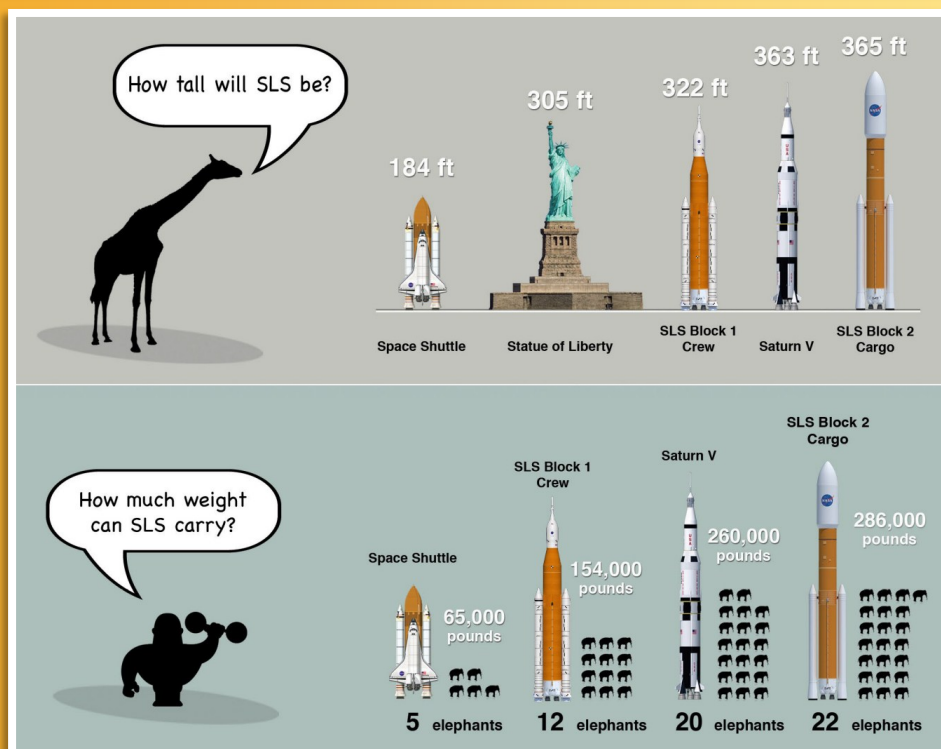 How tall will SLS be?
184 ft
305 ft
322 ft
363 ft
365 ft
Space Shuttle
Statue of Liberty
SLS Block 1
Crew
Saturn V
SLS Block 2
Cargo
How much weight
can SLS carry?
Space Shuttle
65,000
pounds
5 elephants
SLS Block 1
Crew
154,000
pounds
12 elephants
Saturn V
USA
260,000
pounds
20 elephants
SLS Block 2
Cargo
NASA
286,000
pounds
22 elephants